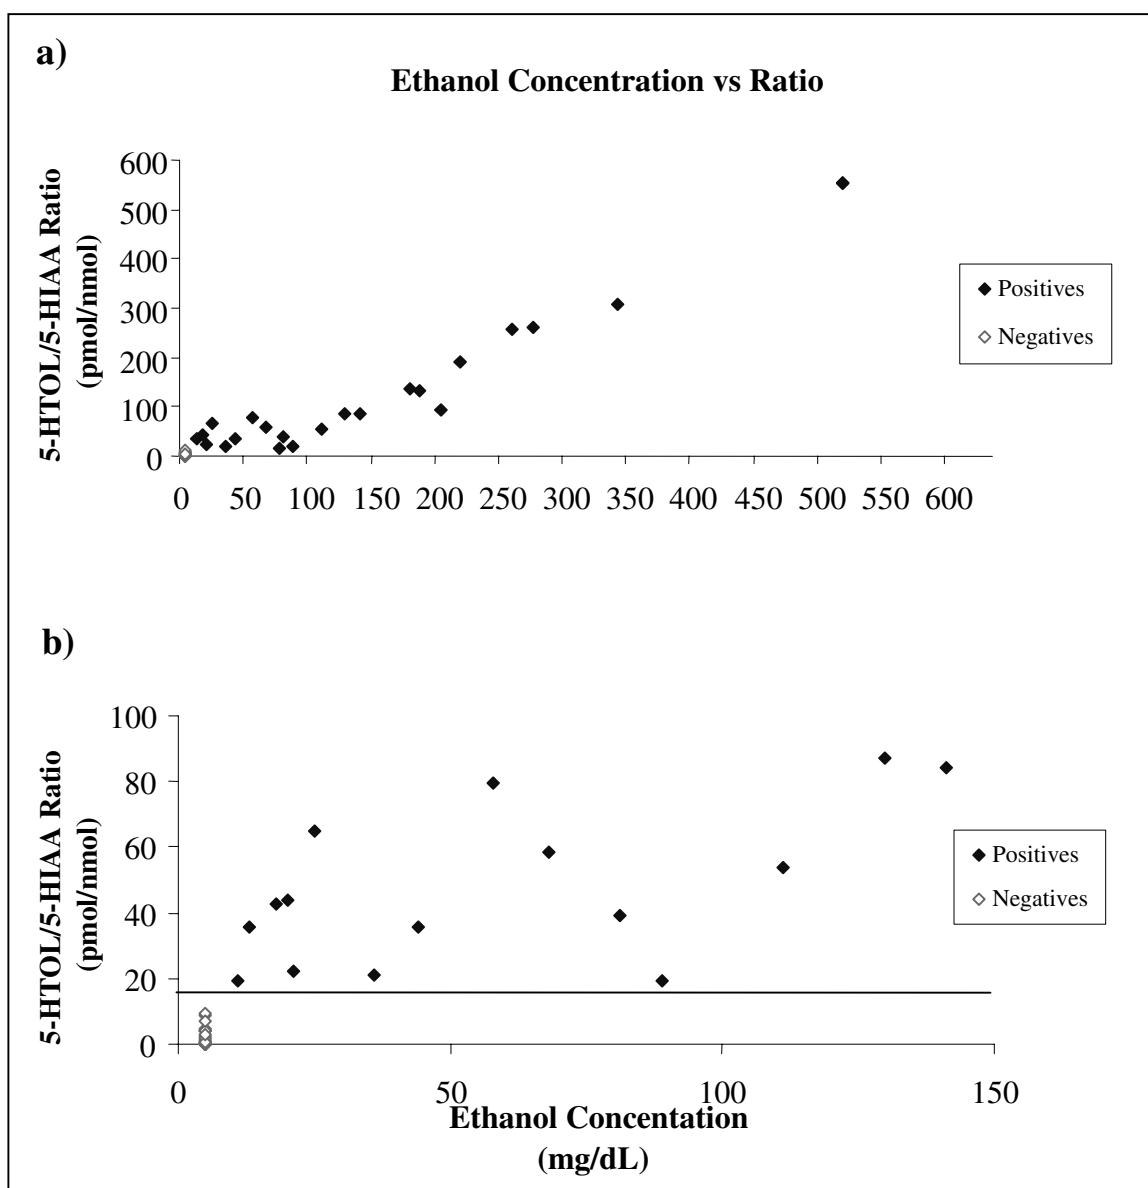 a)
Ethanol Concentration vs Ratio
5-HTOL/5-HIAA Ratio
(pmol/nmol)
600
500
400
300
200
100
0
0 50 100 150 200 250 300 350 400 450 500 550 600
Positives
Negatives
b)
5-HTOL/5-HIAA Ratio
(pmol/nmol)
100
80
60
40
20
0
0 50 100 150
Positives
Negatives
Ethanol Concentation
(mg/dL)